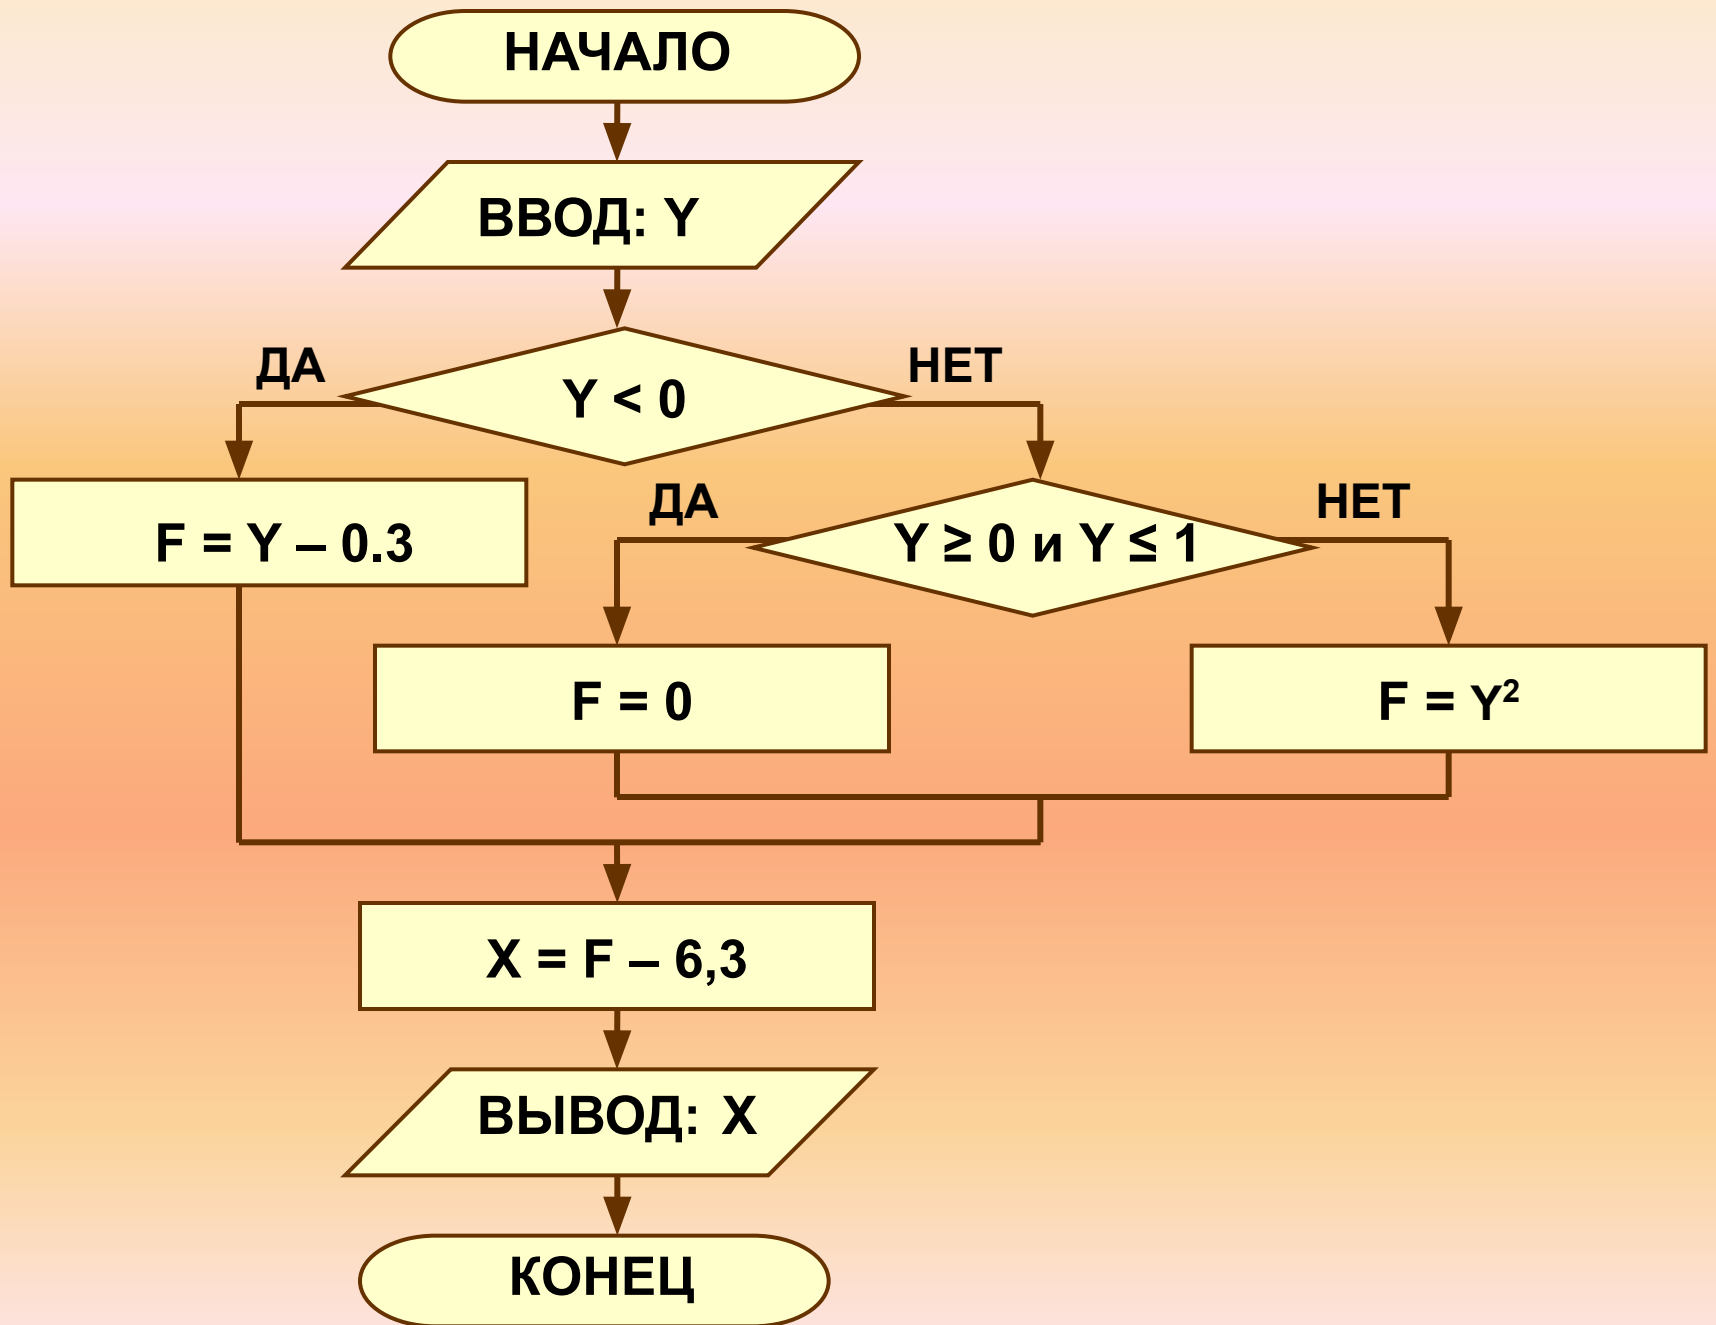 НАЧАЛО
ВВОД: Y
ДА
НЕТ
Y < 0
ДА
НЕТ
F = Y – 0.3
Y ≥ 0 и Y ≤ 1
F = 0
F = Y²
X = F – 6,3
ВЫВОД: X
КОНЕЦ